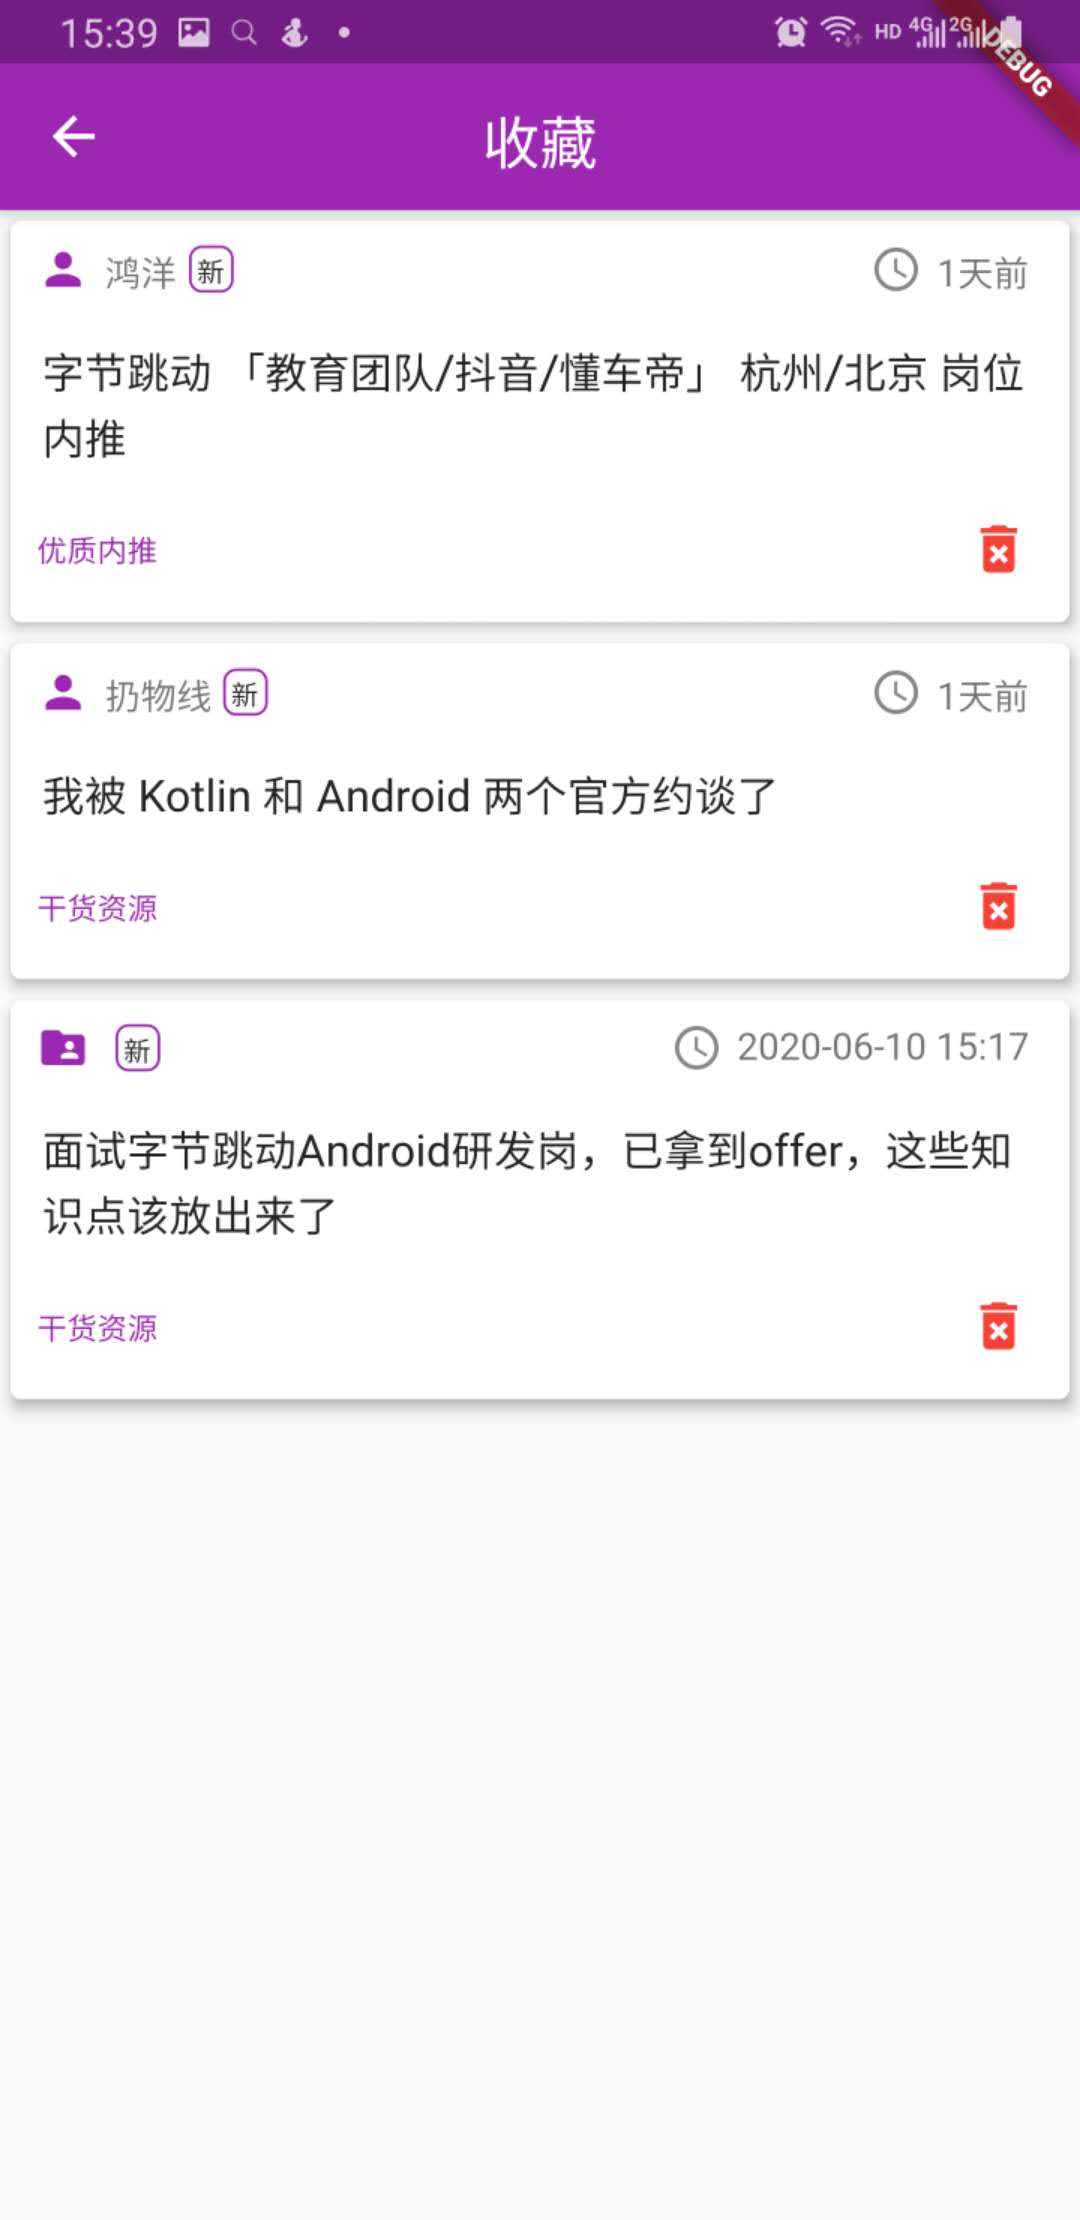 15:39 HD 4G 2G
DEBUG
收藏
鸿洋 新 1天前
字节跳动 「教育团队/抖音/懂车帝」 杭州/北京 岗位
内推
优质内推
扔物线 新 1天前
我被 Kotlin 和 Android 两个官方约谈了
干货资源
新 2020-06-10 15:17
面试字节跳动Android研发岗，已拿到offer，这些知
识点该放出来了
干货资源